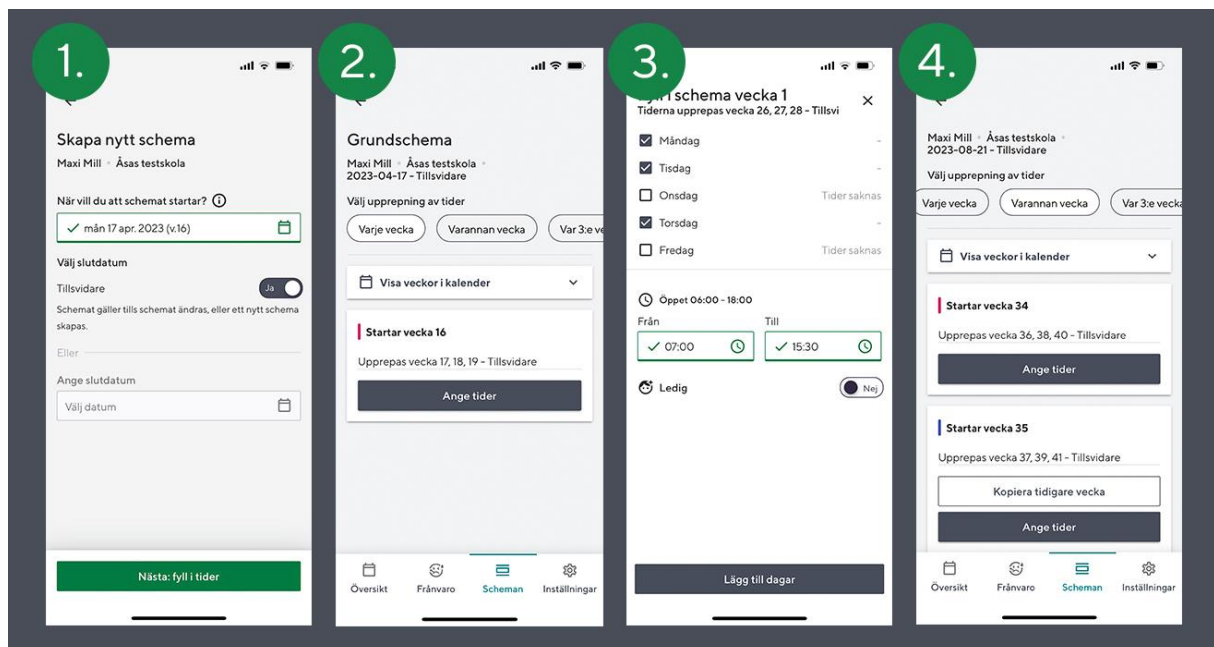 1.
Skapa nytt schema
Maxi Mill • Åsas testskola
När vill du att schemat startar?
mån 17 apr. 2023 (v.16)
Välj slutdatum
Tillsvidare
Ja
Schemat gäller tills schemat ändras, eller ett nytt schema
skapas.
Eller
Ange slutdatum
Välj datum
Nästa: fyll i tider
2.
Grundschema
Maxi Mill • Åsas testskola •
2023-04-17 - Tillsvidare
Välj upprepning av tider
Varje vecka
Varannan vecka
Var 3:e ve
Visa veckor i kalender
Startar vecka 16
Upprepas vecka 17, 18, 19 - Tillsvidare
Ange tider
Översikt
Frånvaro
Scheman
Inställningar
3.
i schema vecka 1
Tiderna upprepas vecka 26, 27, 28 - Tillsvi
Måndag -
Tisdag -
Onsdag Tider saknas
Torsdag -
Fredag Tider saknas
Öppet 06:00 - 18:00
Från Till
07:00 15:30
Ledig Nej
Lägg till dagar
4.
Maxi Mill • Åsas testskola •
2023-08-21 - Tillsvidare
Välj upprepning av tider
Varje vecka
Varannan vecka
Var 3:e vecka
Visa veckor i kalender
Startar vecka 34
Upprepas vecka 36, 38, 40 - Tillsvidare
Ange tider
Startar vecka 35
Upprepas vecka 37, 39, 41 - Tillsvidare
Kopiera tidigare vecka
Ange tider
Översikt
Frånvaro
Scheman
Inställningar